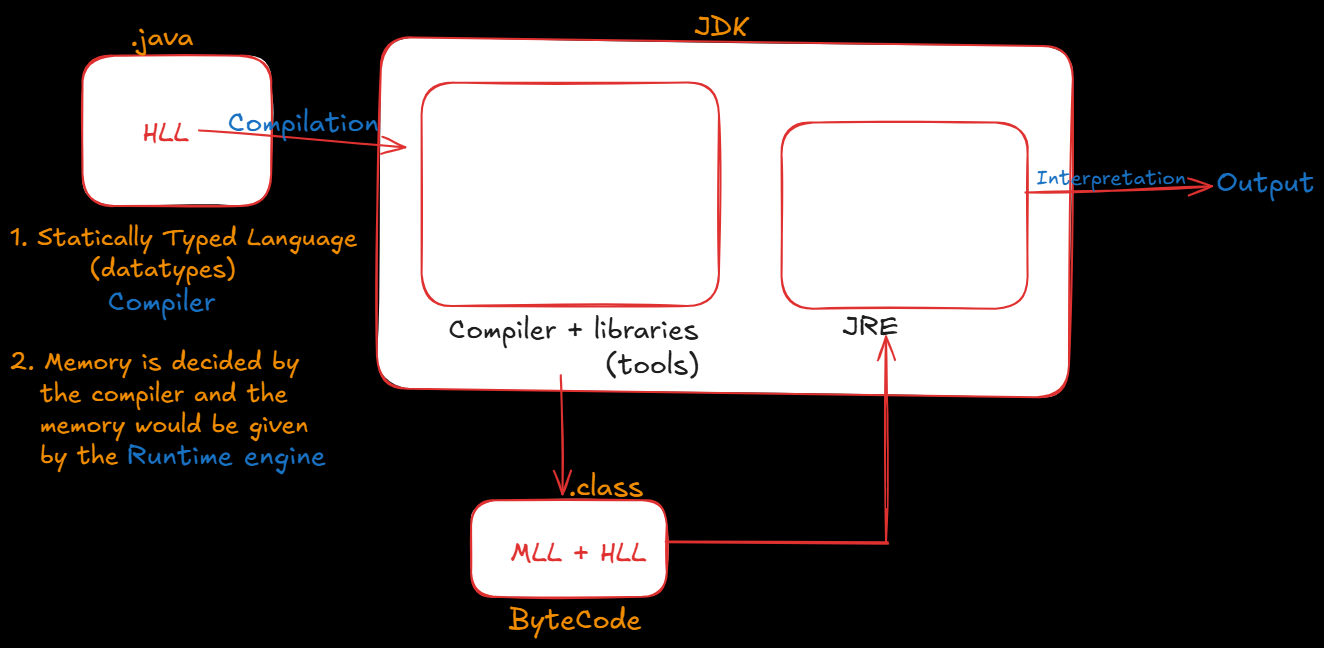 JDK
.java
HLL
Compilation
Interpretation
Output
1. Statically Typed Language
(datatypes)
Compiler
Compiler + libraries
(tools)
JRE
2. Memory is decided by
the compiler and the
memory would be given
by the Runtime engine
.class
MLL + HLL
ByteCode